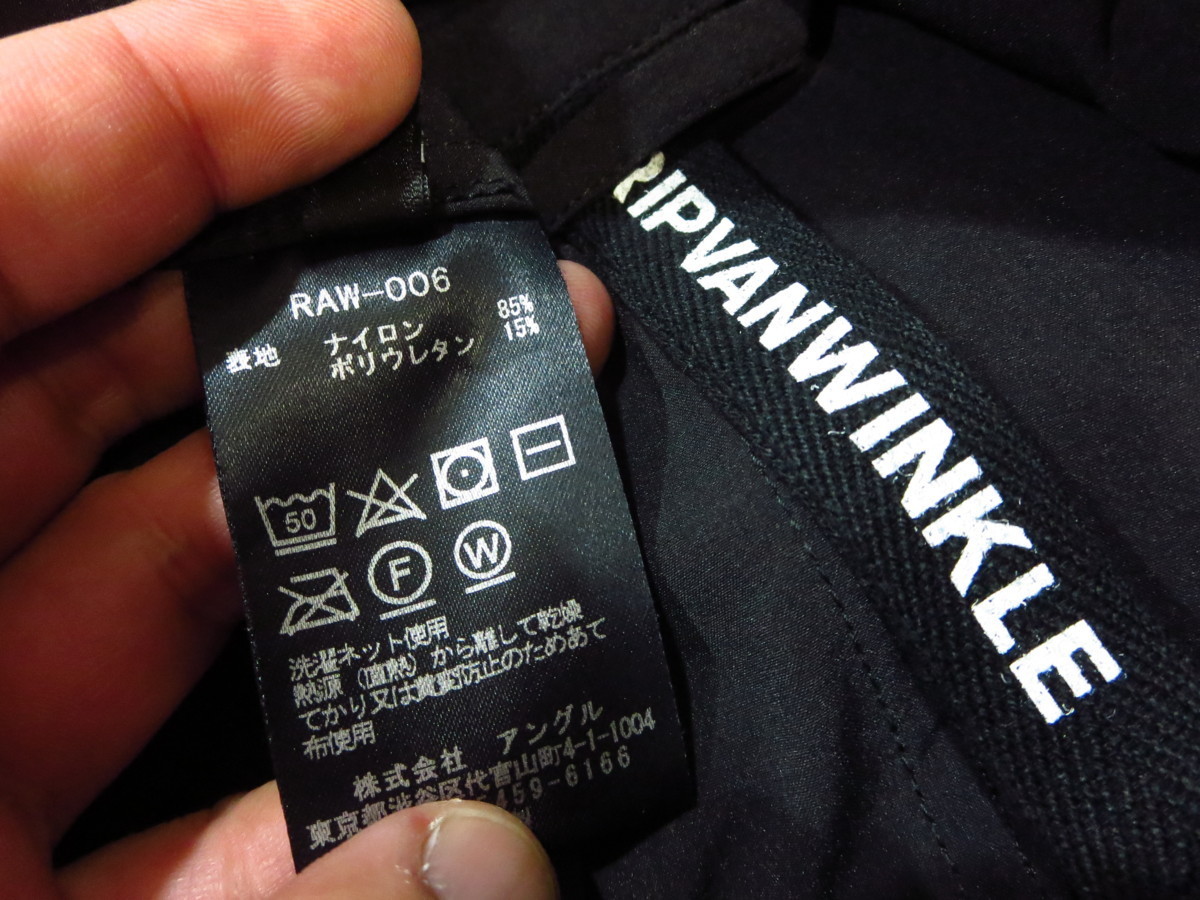 RAW-006
表地 ナイロン 85%
ポリウレタン 15%
50
F
W
洗濯ネット使用
熱源(直熱)から離して乾燥
てかり又は糞実防止のためあて
布使用
株式会社 アングル
東京都渋谷区代官山町4-1-1004
459-6166
RIPVANWINKLE